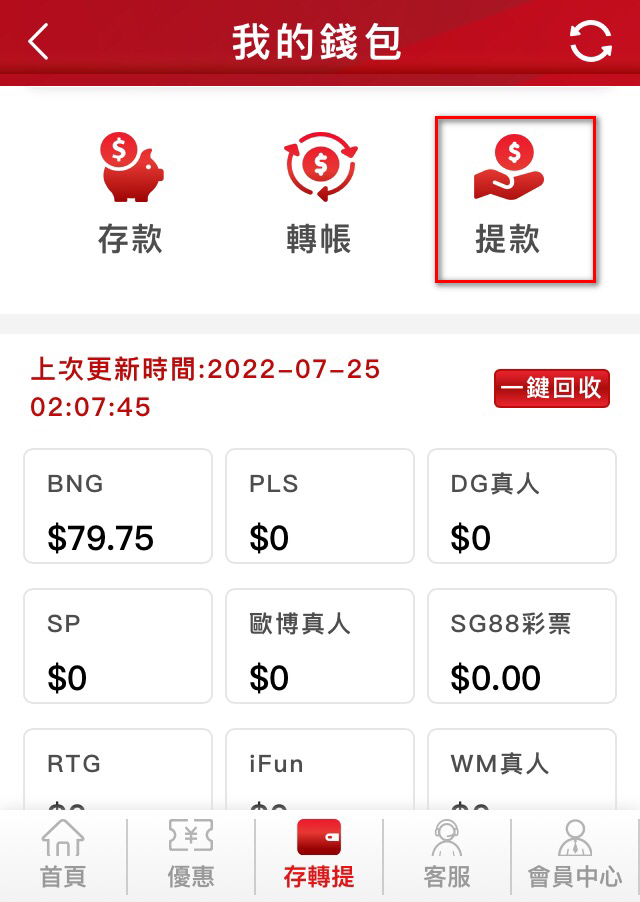 我的錢包
$
$
$
存款
轉帳
提款
上次更新時間:2022-07-25
02:07:45
一鍵回收
BNG
PLS
DG真人
$79.75
$0
$0
SP
歐博真人
SG88彩票
$0
$0
$0.00
RTG
iFun
WM真人
¥
首頁
優惠
存轉提
客服
會員中心